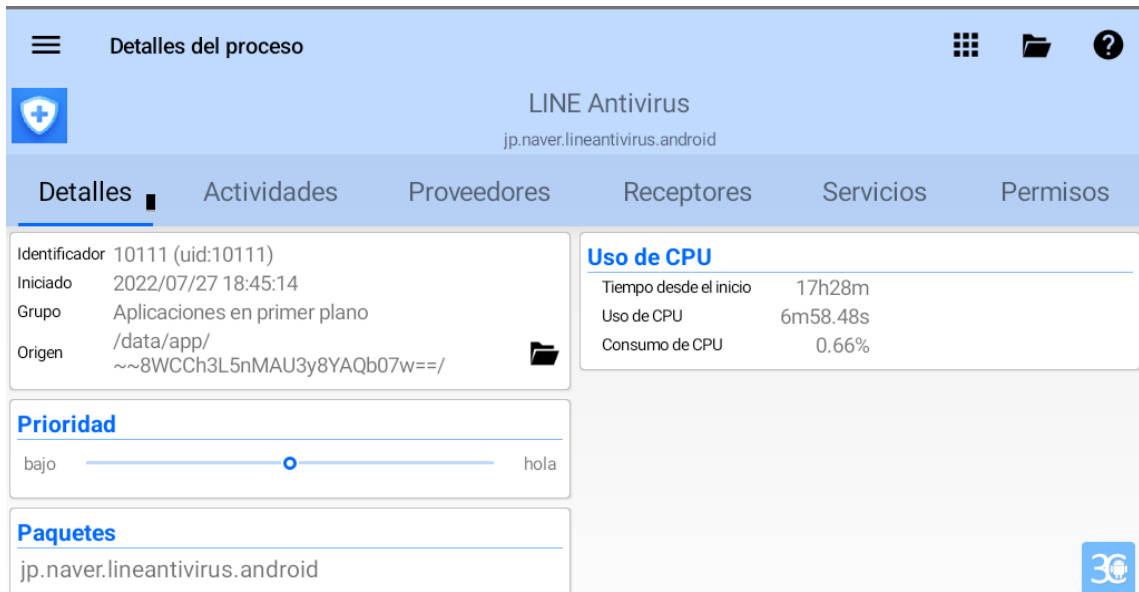 Detalles del proceso
LINE Antivirus
jp.naver.lineantivirus.android
Detalles Actividades Proveedores Receptores Servicios Permisos
Identificador 10111 (uid:10111)
Iniciado 2022/07/27 18:45:14
Grupo Aplicaciones en primer plano
Origen /data/app/
~~8WCCh3L5nMAU3y8YAQb07w==/
Prioridad
bajo hola
Paquetes
jp.naver.lineantivirus.android
Uso de CPU
Tiempo desde el inicio 17h28m
Uso de CPU 6m58.48s
Consumo de CPU 0.66%
3C